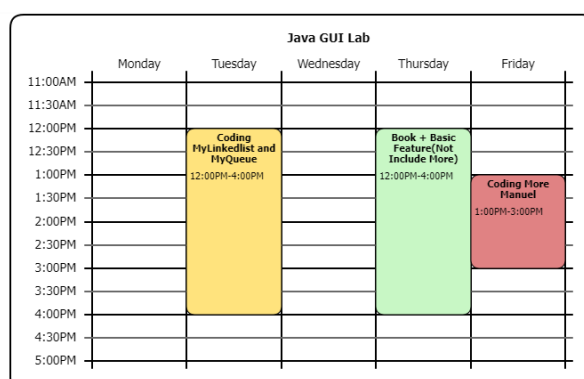 Java GUI Lab
Monday Tuesday Wednesday Thursday Friday
11:00AM
11:30AM
12:00PM
Coding MyLinkedlist and MyQueue
12:00PM-4:00PM
Book + Basic Feature(Not Include More)
12:00PM-4:00PM
12:30PM
1:00PM
Coding More Manuel
1:00PM-3:00PM
1:30PM
2:00PM
2:30PM
3:00PM
3:30PM
4:00PM
4:30PM
5:00PM